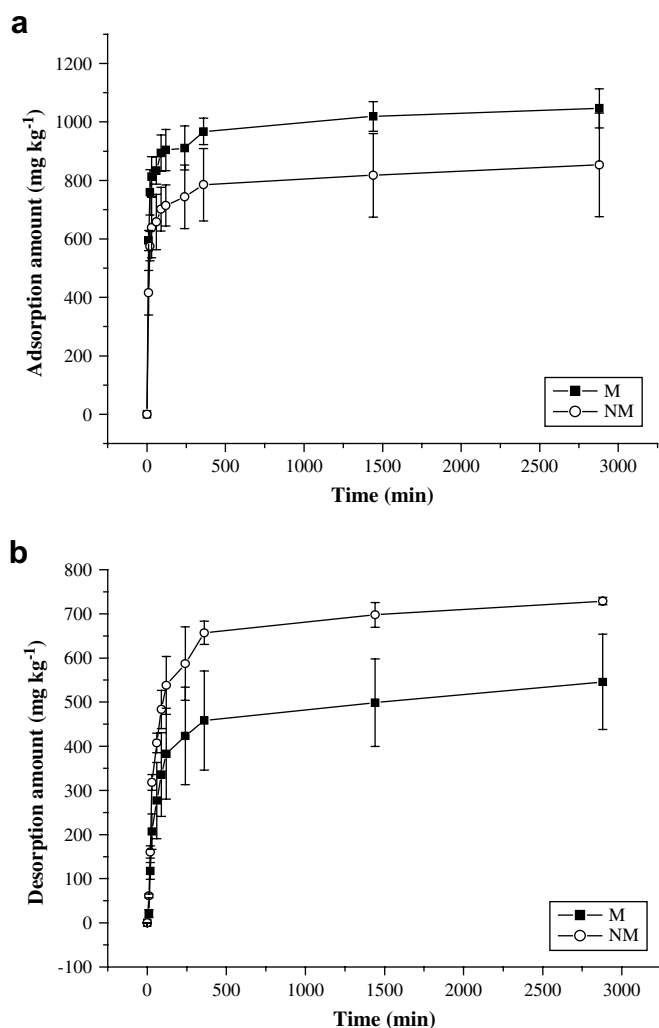 a
Adsorption amount (mg kg⁻¹)
1200
1000
800
600
400
200
0
M
NM
0 500 1000 1500 2000 2500 3000
Time (min)
b
Desorption amount (mg kg⁻¹)
800
700
600
500
400
300
200
100
0
-100
M
NM
0 500 1000 1500 2000 2500 3000
Time (min)